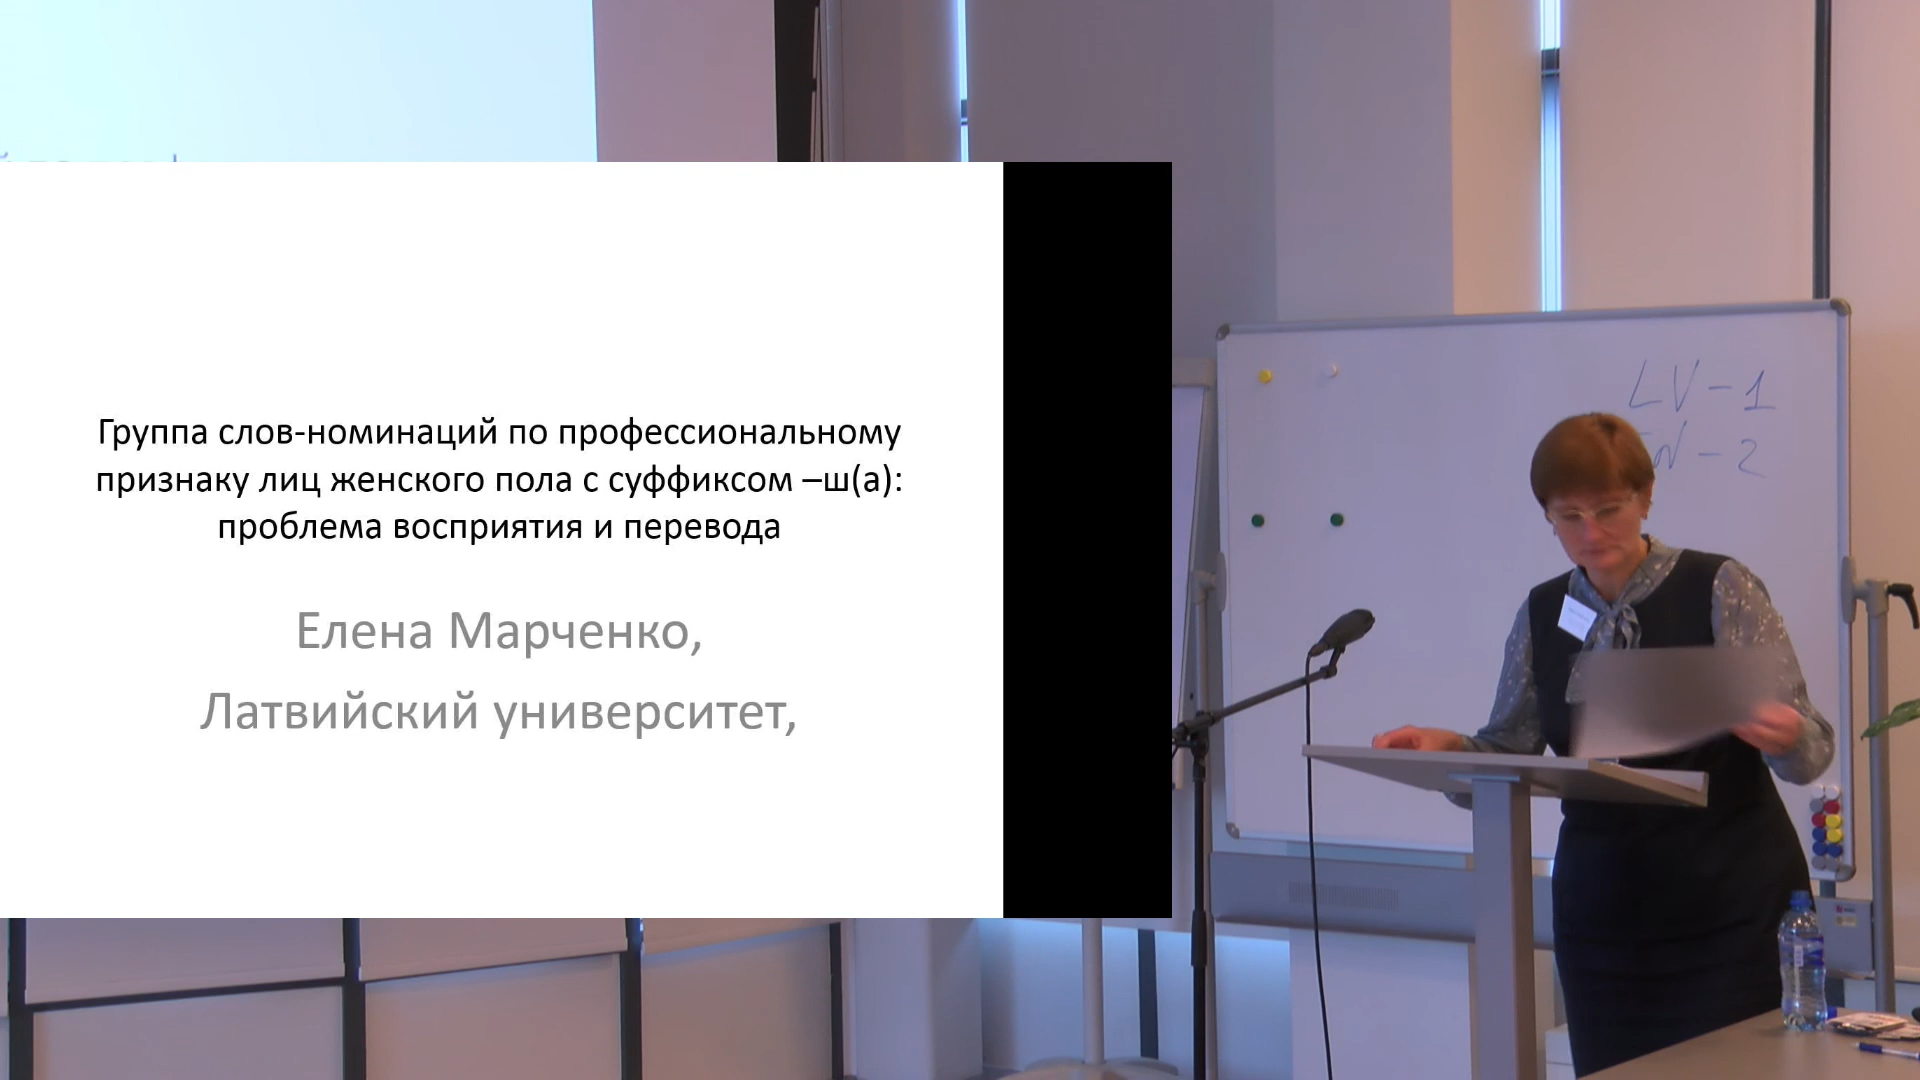 Группа слов-номинаций по профессиональному
признаку лиц женского пола с суффиксом –ш(а):
проблема восприятия и перевода
Елена Марченко,
Латвийский университет,
LV – 1
– 2